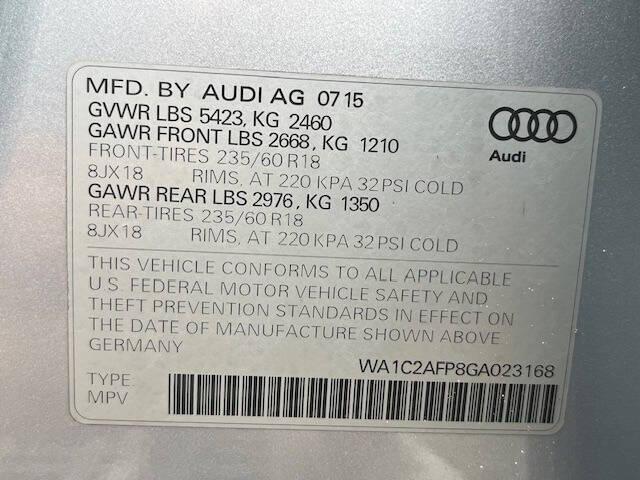 MFD. BY AUDI AG 07 15
GVWR LBS 5423, KG 2460
GAWR FRONT LBS 2668, KG 1210
FRONT-TIRES 235/60 R18
8JX18 RIMS, AT 220 KPA 32 PSI COLD
GAWR REAR LBS 2976, KG 1350
REAR-TIRES 235/60 R18
8JX18 RIMS, AT 220 KPA 32 PSI COLD
Audi
THIS VEHICLE CONFORMS TO ALL APPLICABLE
U.S. FEDERAL MOTOR VEHICLE SAFETY AND
THEFT PREVENTION STANDARDS IN EFFECT ON
THE DATE OF MANUFACTURE SHOWN ABOVE
GERMANY
WA1C2AFP8GA023168
TYPE:
MPV